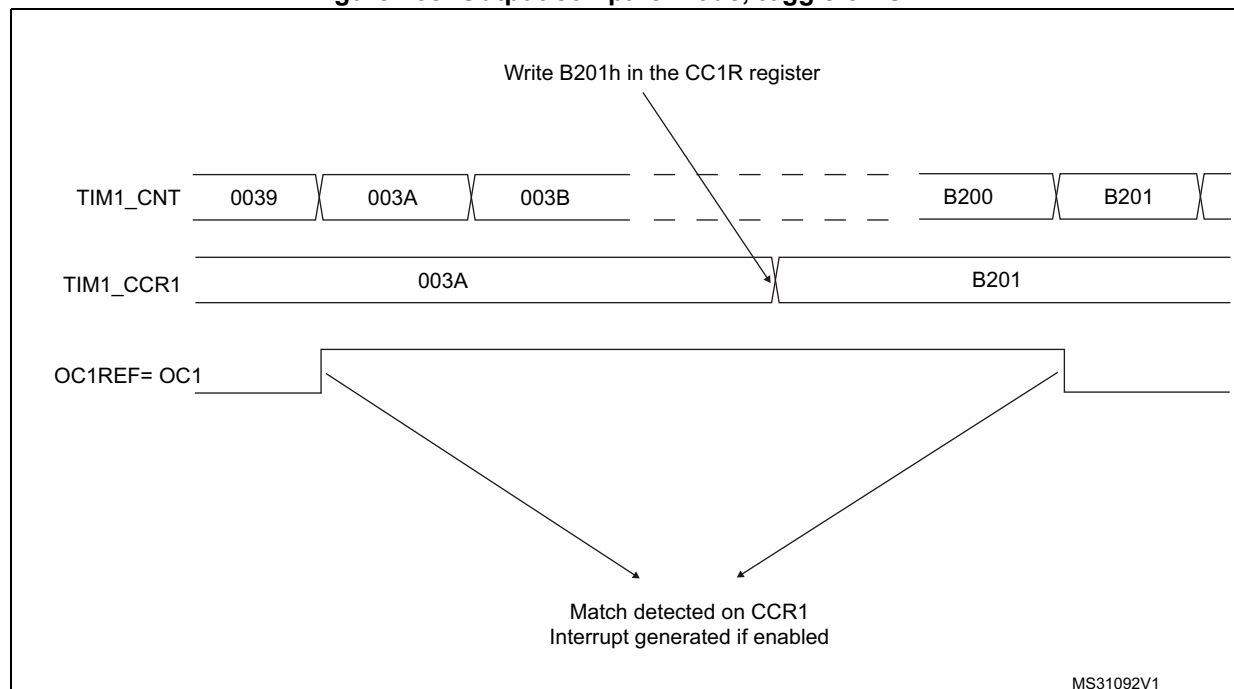 Write B201h in the CC1R register
TIM1_CNT 0039 003A 003B B200 B201
TIM1_CCR1 003A B201
OC1REF= OC1
Match detected on CCR1
Interrupt generated if enabled
MS31092V1